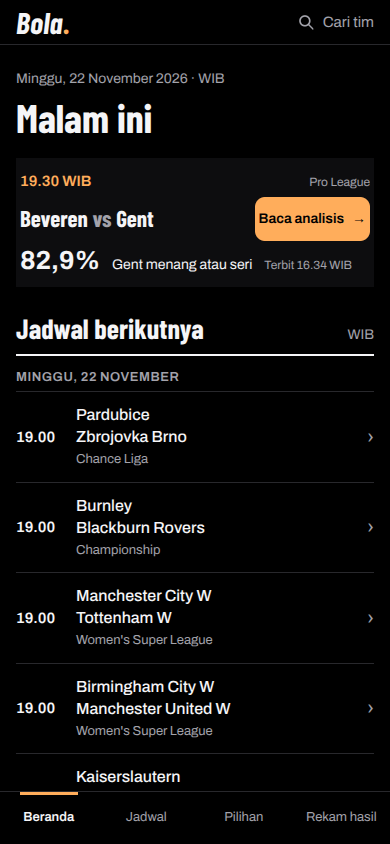 Bola.
Cari tim
Minggu, 22 November 2026 · WIB
Malam ini
19.30 WIB
Pro League
Beveren vs Gent
Baca analisis →
82,9% Gent menang atau seri Terbit 16.34 WIB
Jadwal berikutnya
WIB
MINGGU, 22 NOVEMBER
Pardubice
19.00 Zbrojovka Brno ›
Chance Liga
Burnley
19.00 Blackburn Rovers ›
Championship
Manchester City W
19.00 Tottenham W ›
Women's Super League
Birmingham City W
19.00 Manchester United W ›
Women's Super League
Kaiserslautern
Beranda
Jadwal
Pilihan
Rekam hasil